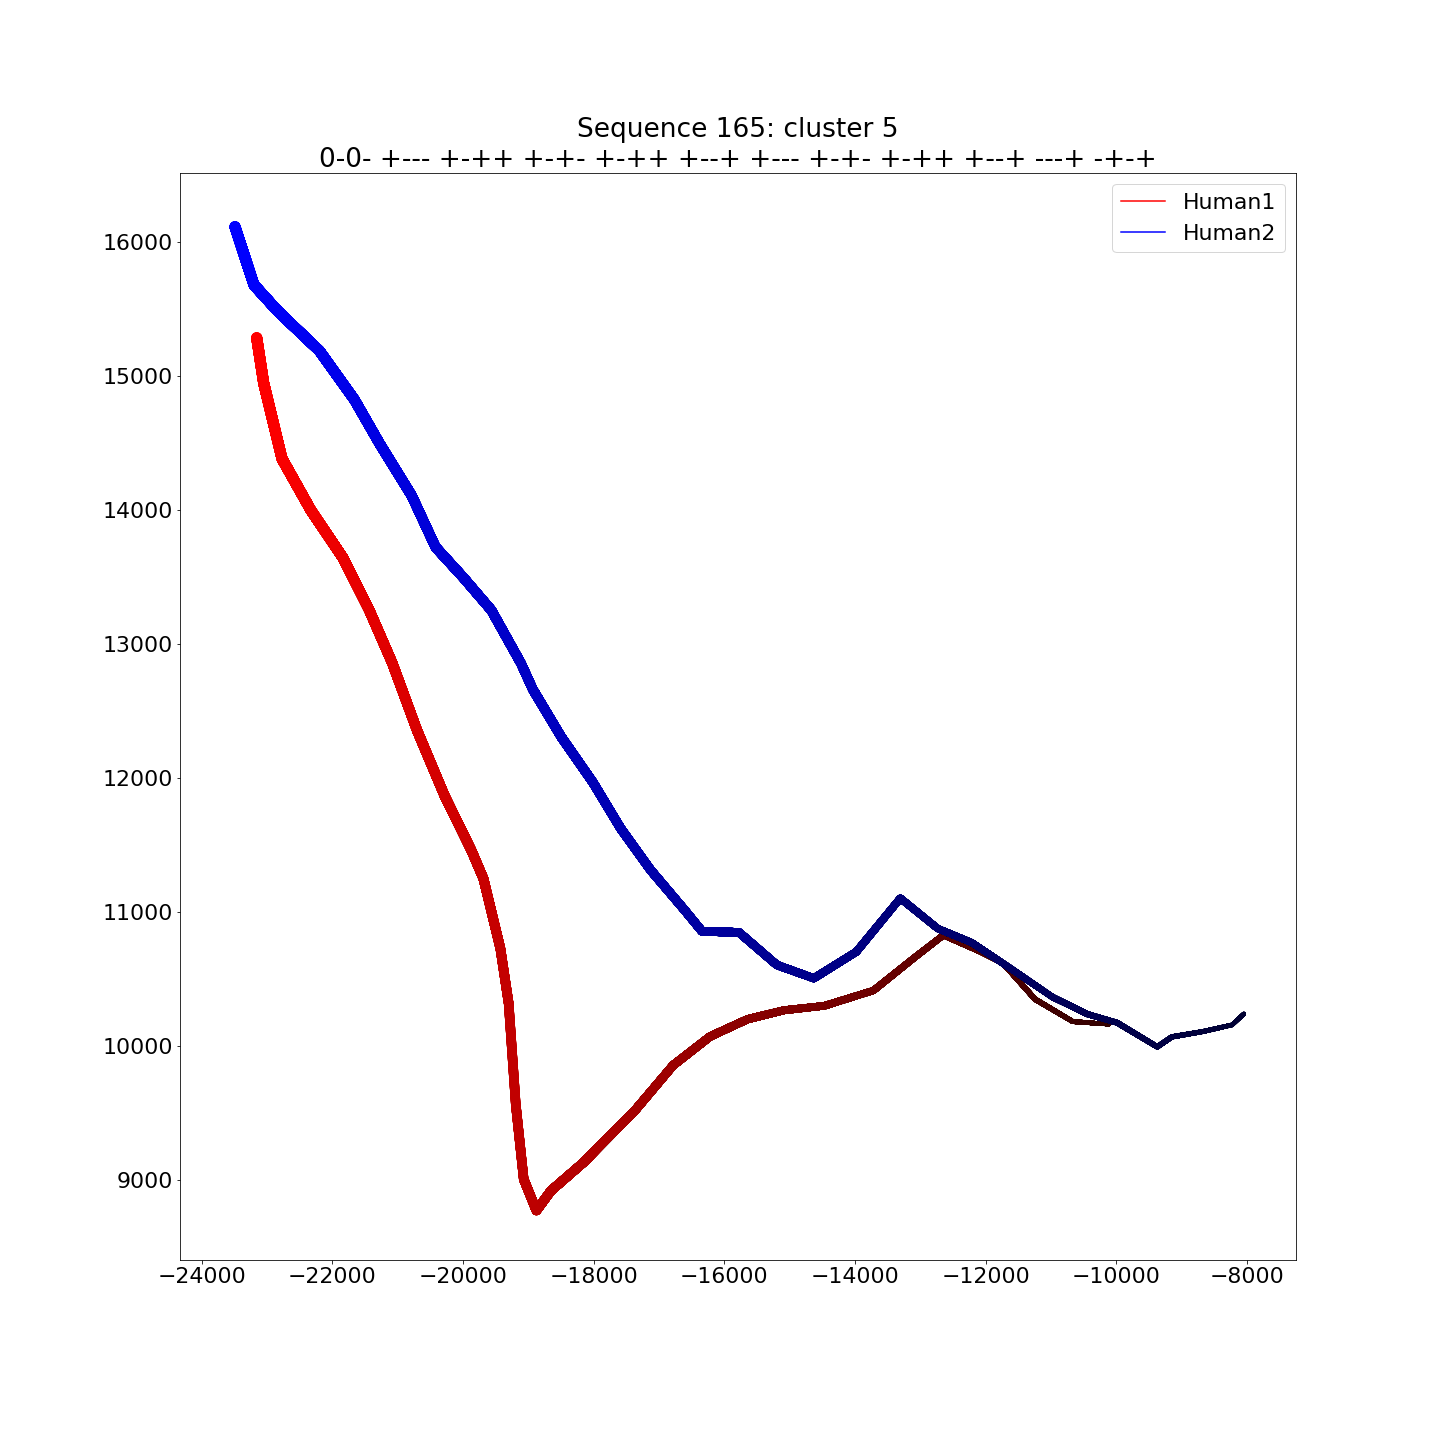 Sequence 165: cluster 5
0-0- +--- +-++ +-+- +-++ +--+ +--- +-+- +-++ +--+ ---+ -+-+
Human1
Human2
16000
15000
14000
13000
12000
11000
10000
9000
−24000 −22000 −20000 −18000 −16000 −14000 −12000 −10000 −8000